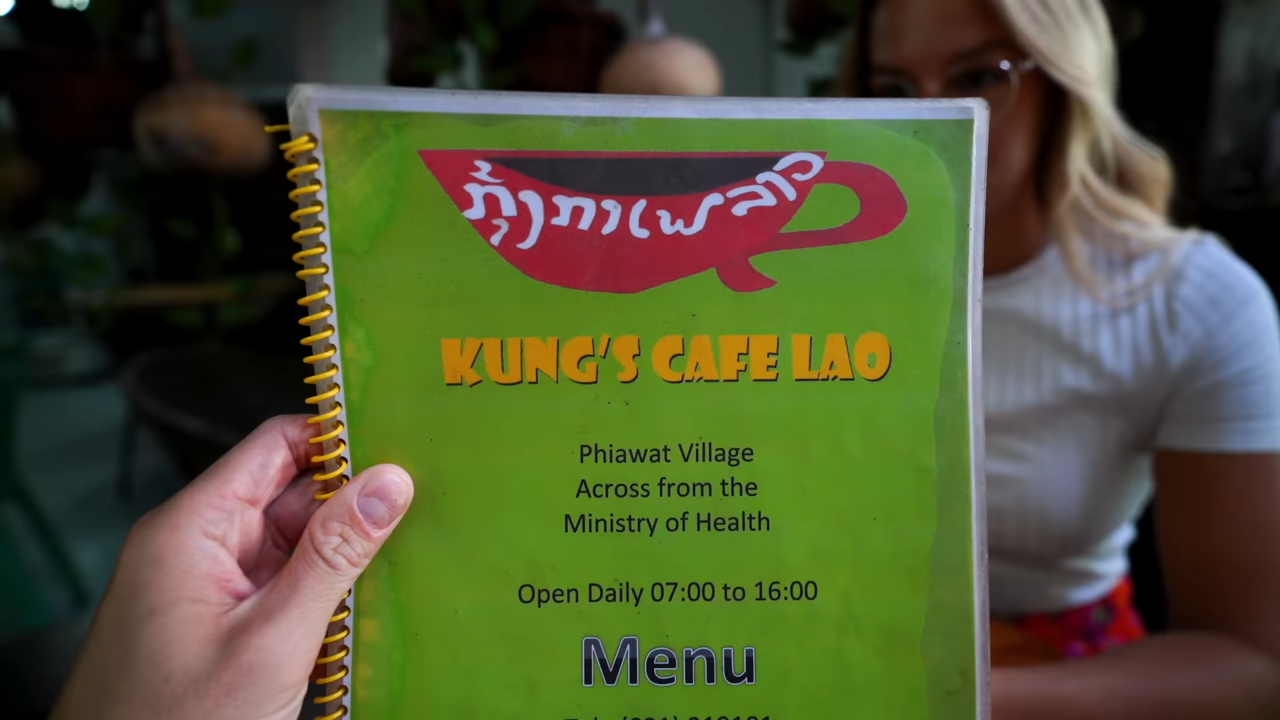 ກຸ້ງກາເຟລາວ
KUNG'S CAFE LAO
Phiawat Village
Across from the
Ministry of Health
Open Daily 07:00 to 16:00
Menu